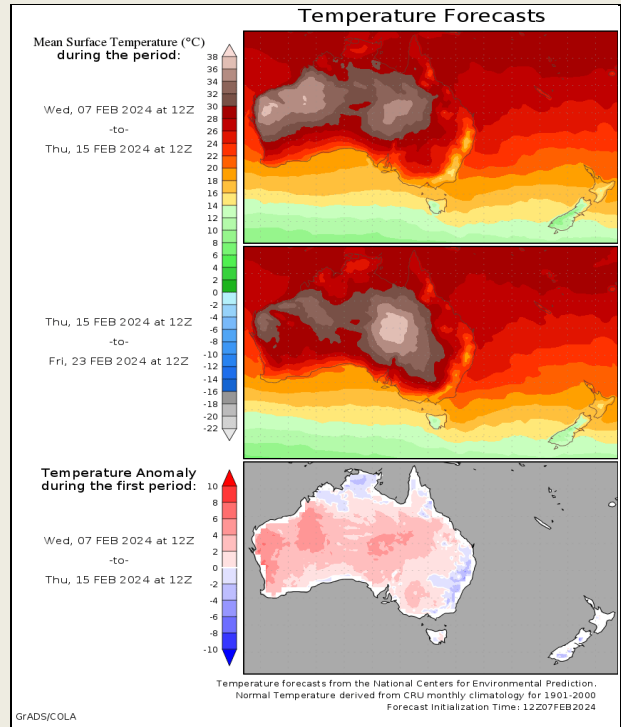 Temperature Forecasts
Mean Surface Temperature (°C)
during the period:
Wed, 07 FEB 2024 at 12Z
-to-
Thu, 15 FEB 2024 at 12Z
38
36
34
32
30
28
26
24
22
20
18
16
14
12
10
8
6
4
2
0
-2
-4
-6
-8
-10
-12
-14
-16
-18
-20
-22
Thu, 15 FEB 2024 at 12Z
-to-
Fri, 23 FEB 2024 at 12Z
Temperature Anomaly
during the first period:
Wed, 07 FEB 2024 at 12Z
-to-
Thu, 15 FEB 2024 at 12Z
10
8
6
4
2
0
-2
-4
-6
-8
-10
Temperature forecasts from the National Centers for Environmental Prediction.
Normal Temperature derived from CRU monthly climatology for 1901-2000
Forecast Initialization Time: 12Z07FEB2024
GrADS/COLA